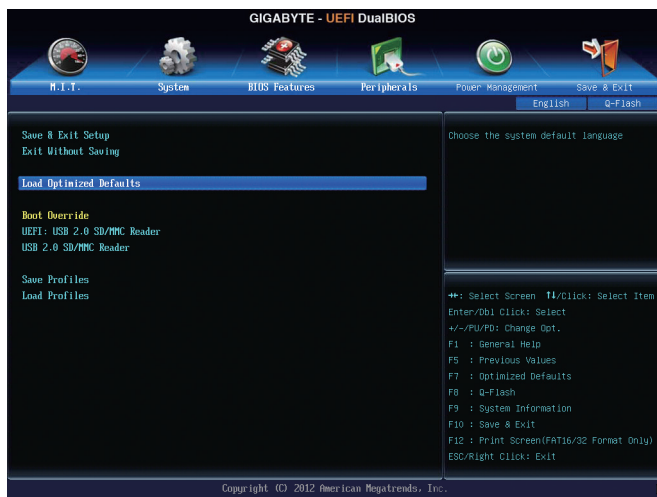 GIGABYTE - UEFI DualBIOS
M.I.T.
System
BIOS Features
Peripherals
Power Management
Save & Exit
English
Q-Flash
Save & Exit Setup
Exit Without Saving
Load Optimized Defaults
Boot Override
UEFI: USB 2.0 SD/MMC Reader
USB 2.0 SD/MMC Reader
Save Profiles
Load Profiles
Choose the system default language
→←: Select Screen ↑↓/Click: Select Item
Enter/Dbl Click: Select
+/-/PU/PD: Change Opt.
F1 : General Help
F5 : Previous Values
F7 : Optimized Defaults
F8 : Q-Flash
F9 : System Information
F10 : Save & Exit
F12 : Print Screen(FAT16/32 Format Only)
ESC/Right Click: Exit
Copyright (C) 2012 American Megatrends, Inc.